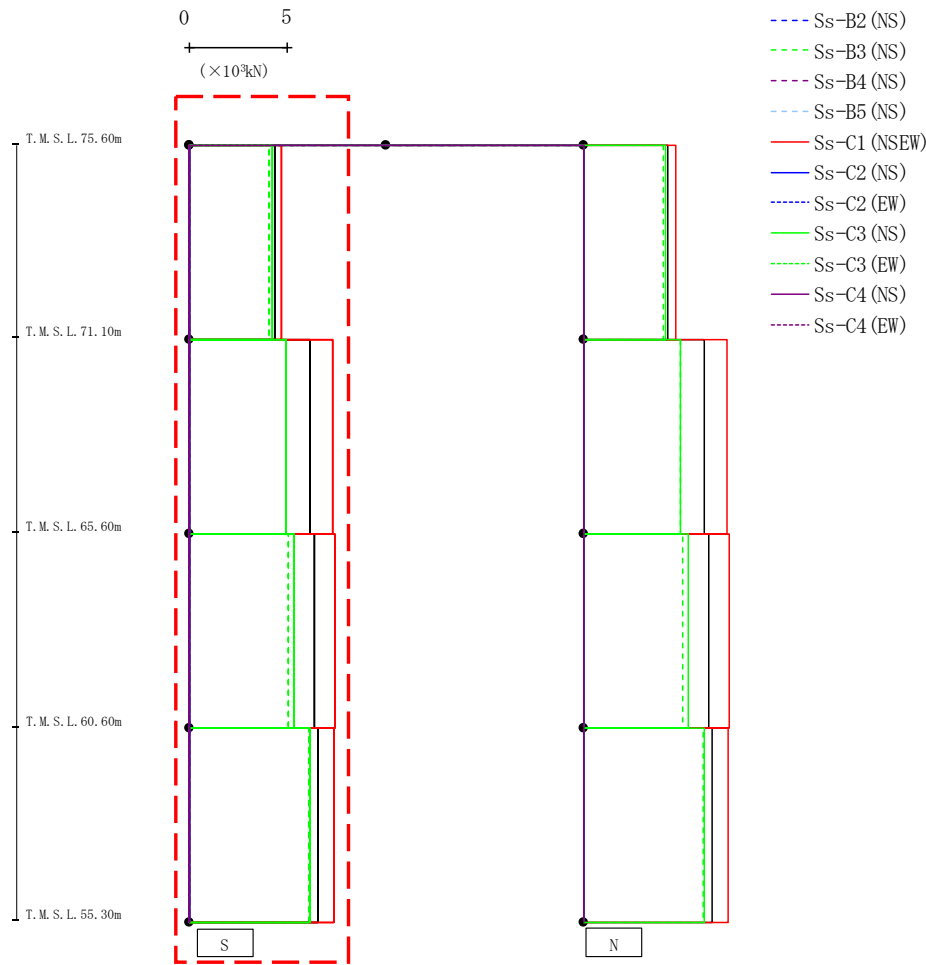 0 5
(×10³kN)
T.M.S.L.75.60m
T.M.S.L.71.10m
T.M.S.L.65.60m
T.M.S.L.60.60m
T.M.S.L.55.30m
S
N
Ss-B2(NS)
Ss-B3(NS)
Ss-B4(NS)
Ss-B5(NS)
Ss-C1(NSEW)
Ss-C2(NS)
Ss-C2(EW)
Ss-C3(NS)
Ss-C3(EW)
Ss-C4(NS)
Ss-C4(EW)